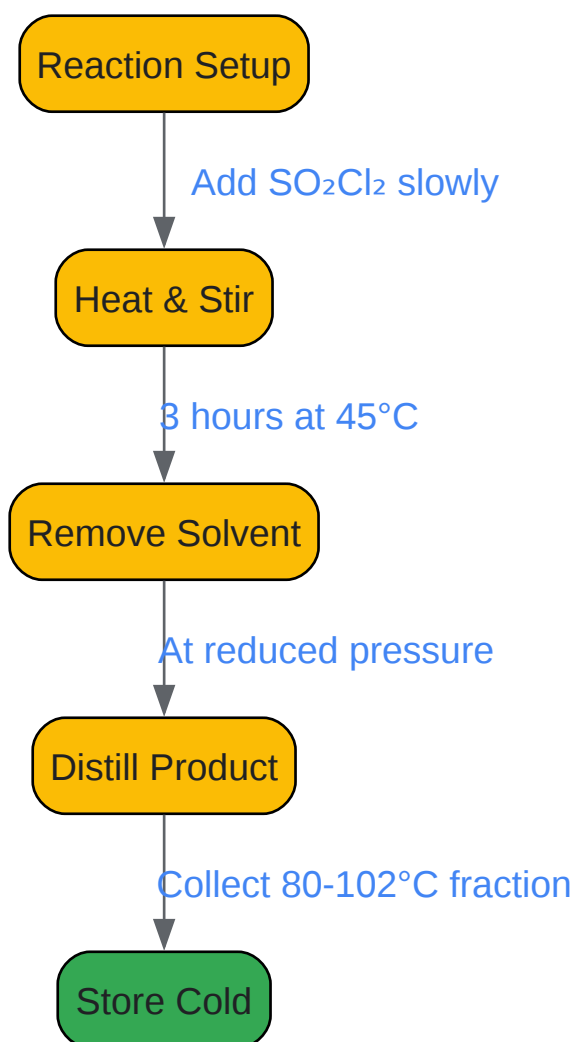 Reaction Setup
Add SO₂Cl₂ slowly
Heat & Stir
3 hours at 45°C
Remove Solvent
At reduced pressure
Distill Product
Collect 80-102°C fraction
Store Cold